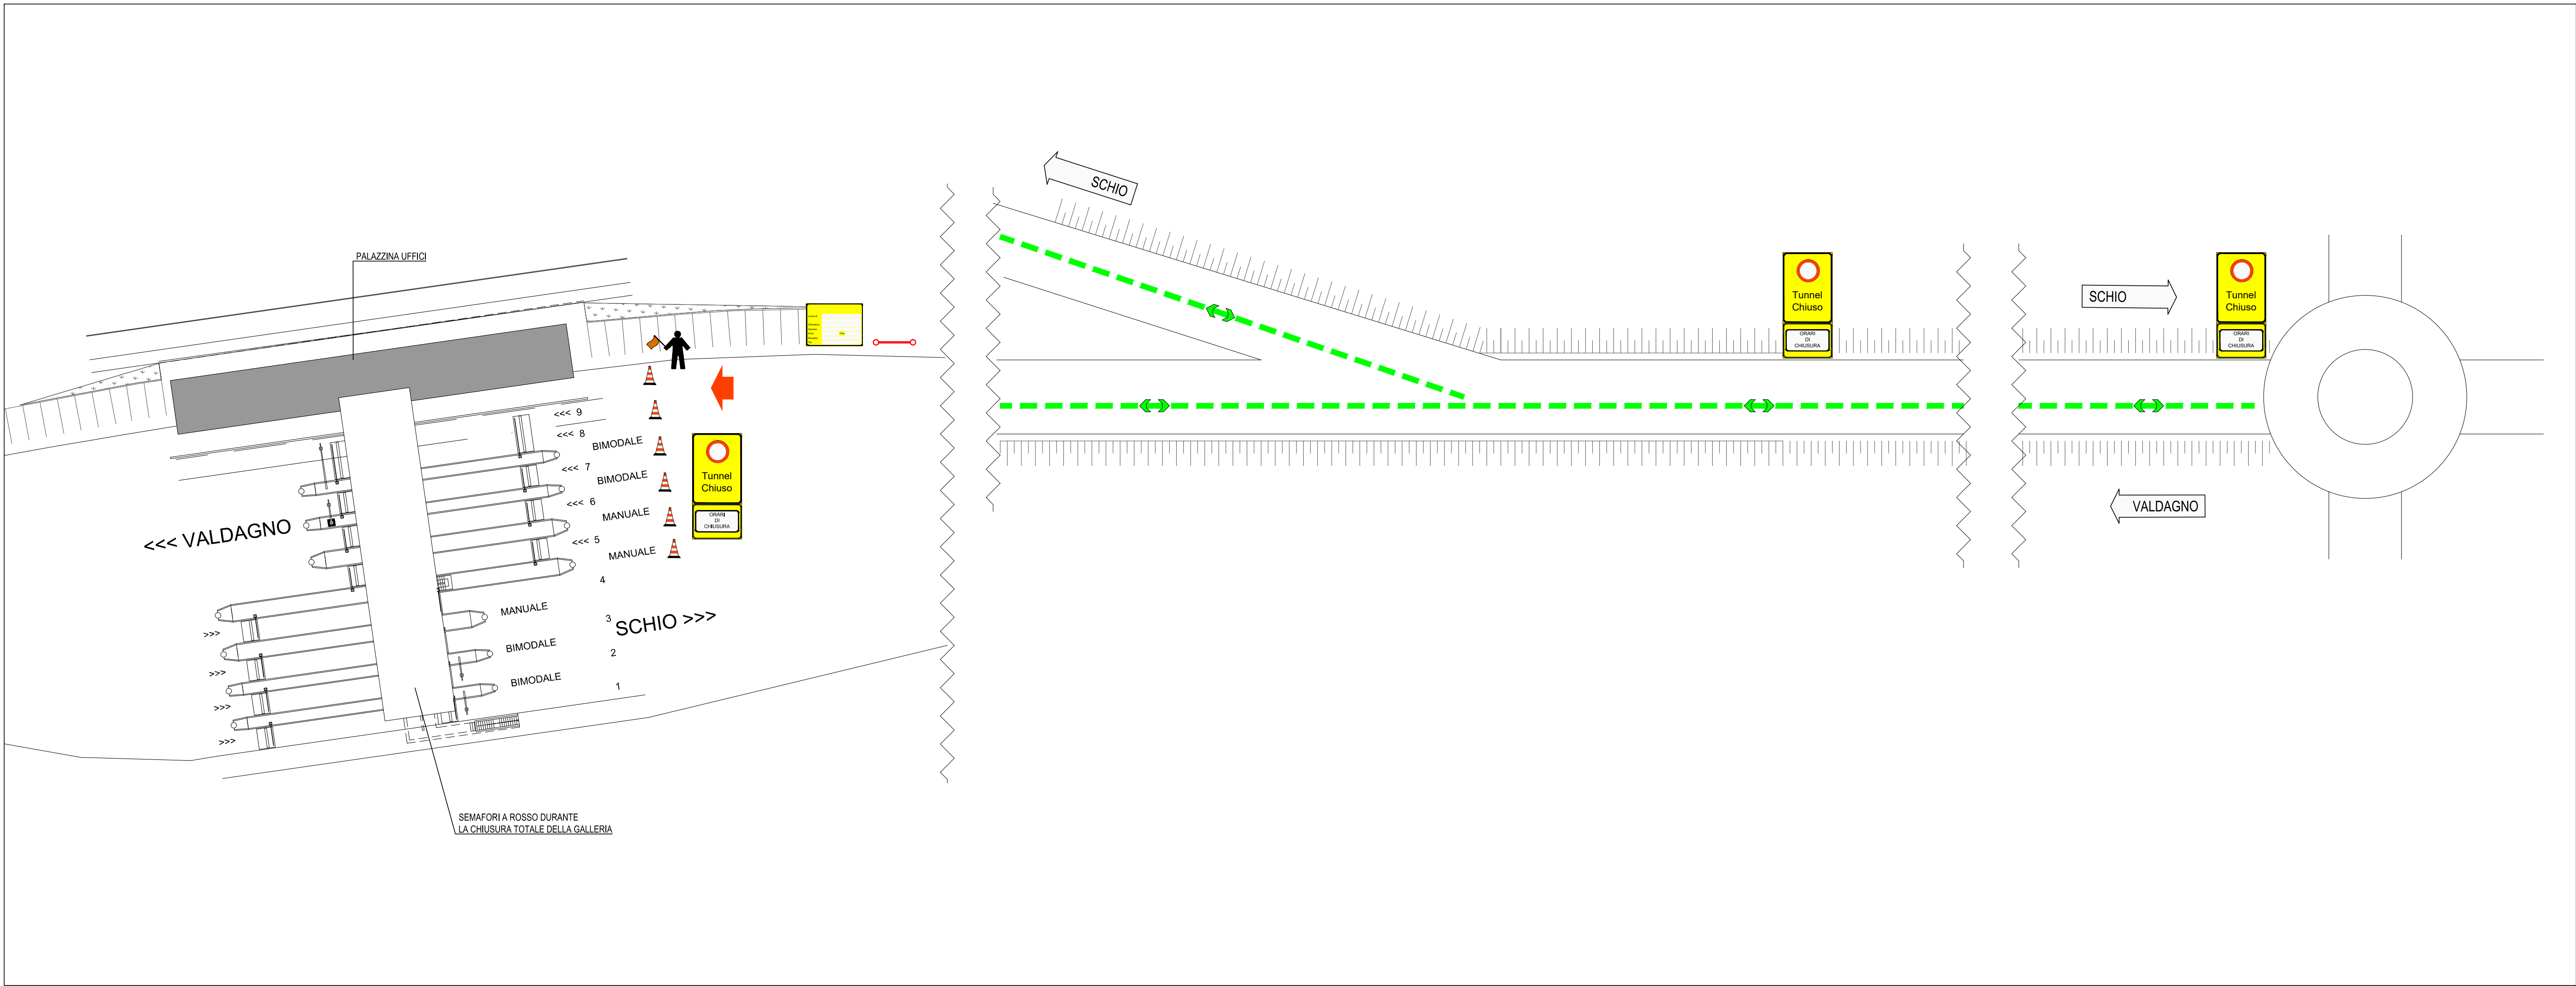 PALAZZINA UFFICI
<<< VALDAGNO
<<< 9
<<< 8
BIMODALE
<<< 7
BIMODALE
<<< 6
MANUALE
<<< 5
MANUALE
4
MANUALE
3
SCHIO >>>
BIMODALE
2
BIMODALE
1
>>>
>>>
>>>
>>>
SEMAFORI A ROSSO DURANTE
LA CHIUSURA TOTALE DELLA GALLERIA
Tunnel
Chiuso
ORARI
DI
CHIUSURA
SCHIO
Tunnel
Chiuso
ORARI
DI
CHIUSURA
SCHIO
VALDAGNO
Tunnel
Chiuso
ORARI
DI
CHIUSURA